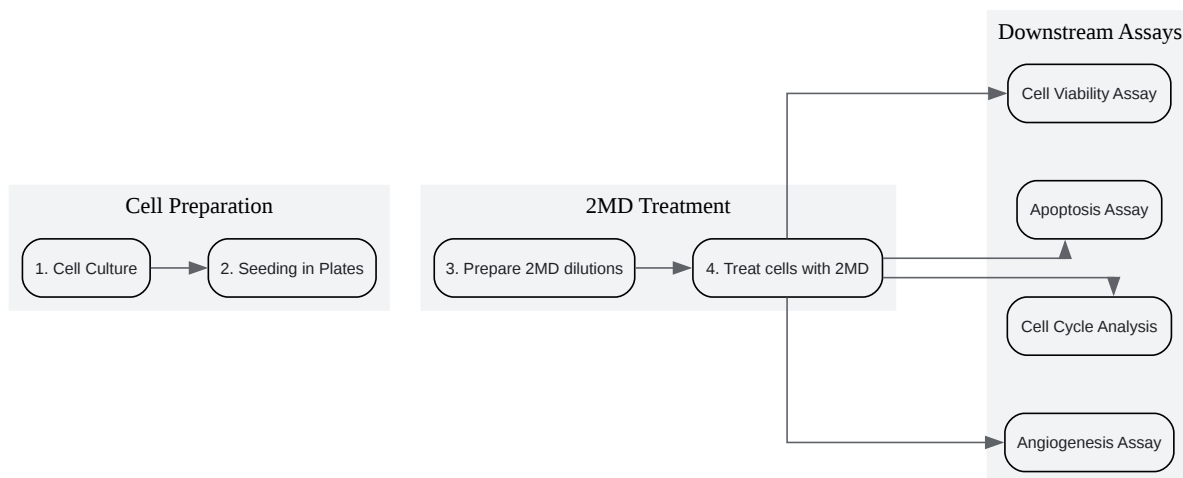 Cell Preparation
1. Cell Culture
2. Seeding in Plates
2MD Treatment
3. Prepare 2MD dilutions
4. Treat cells with 2MD
Downstream Assays
Cell Viability Assay
Apoptosis Assay
Cell Cycle Analysis
Angiogenesis Assay